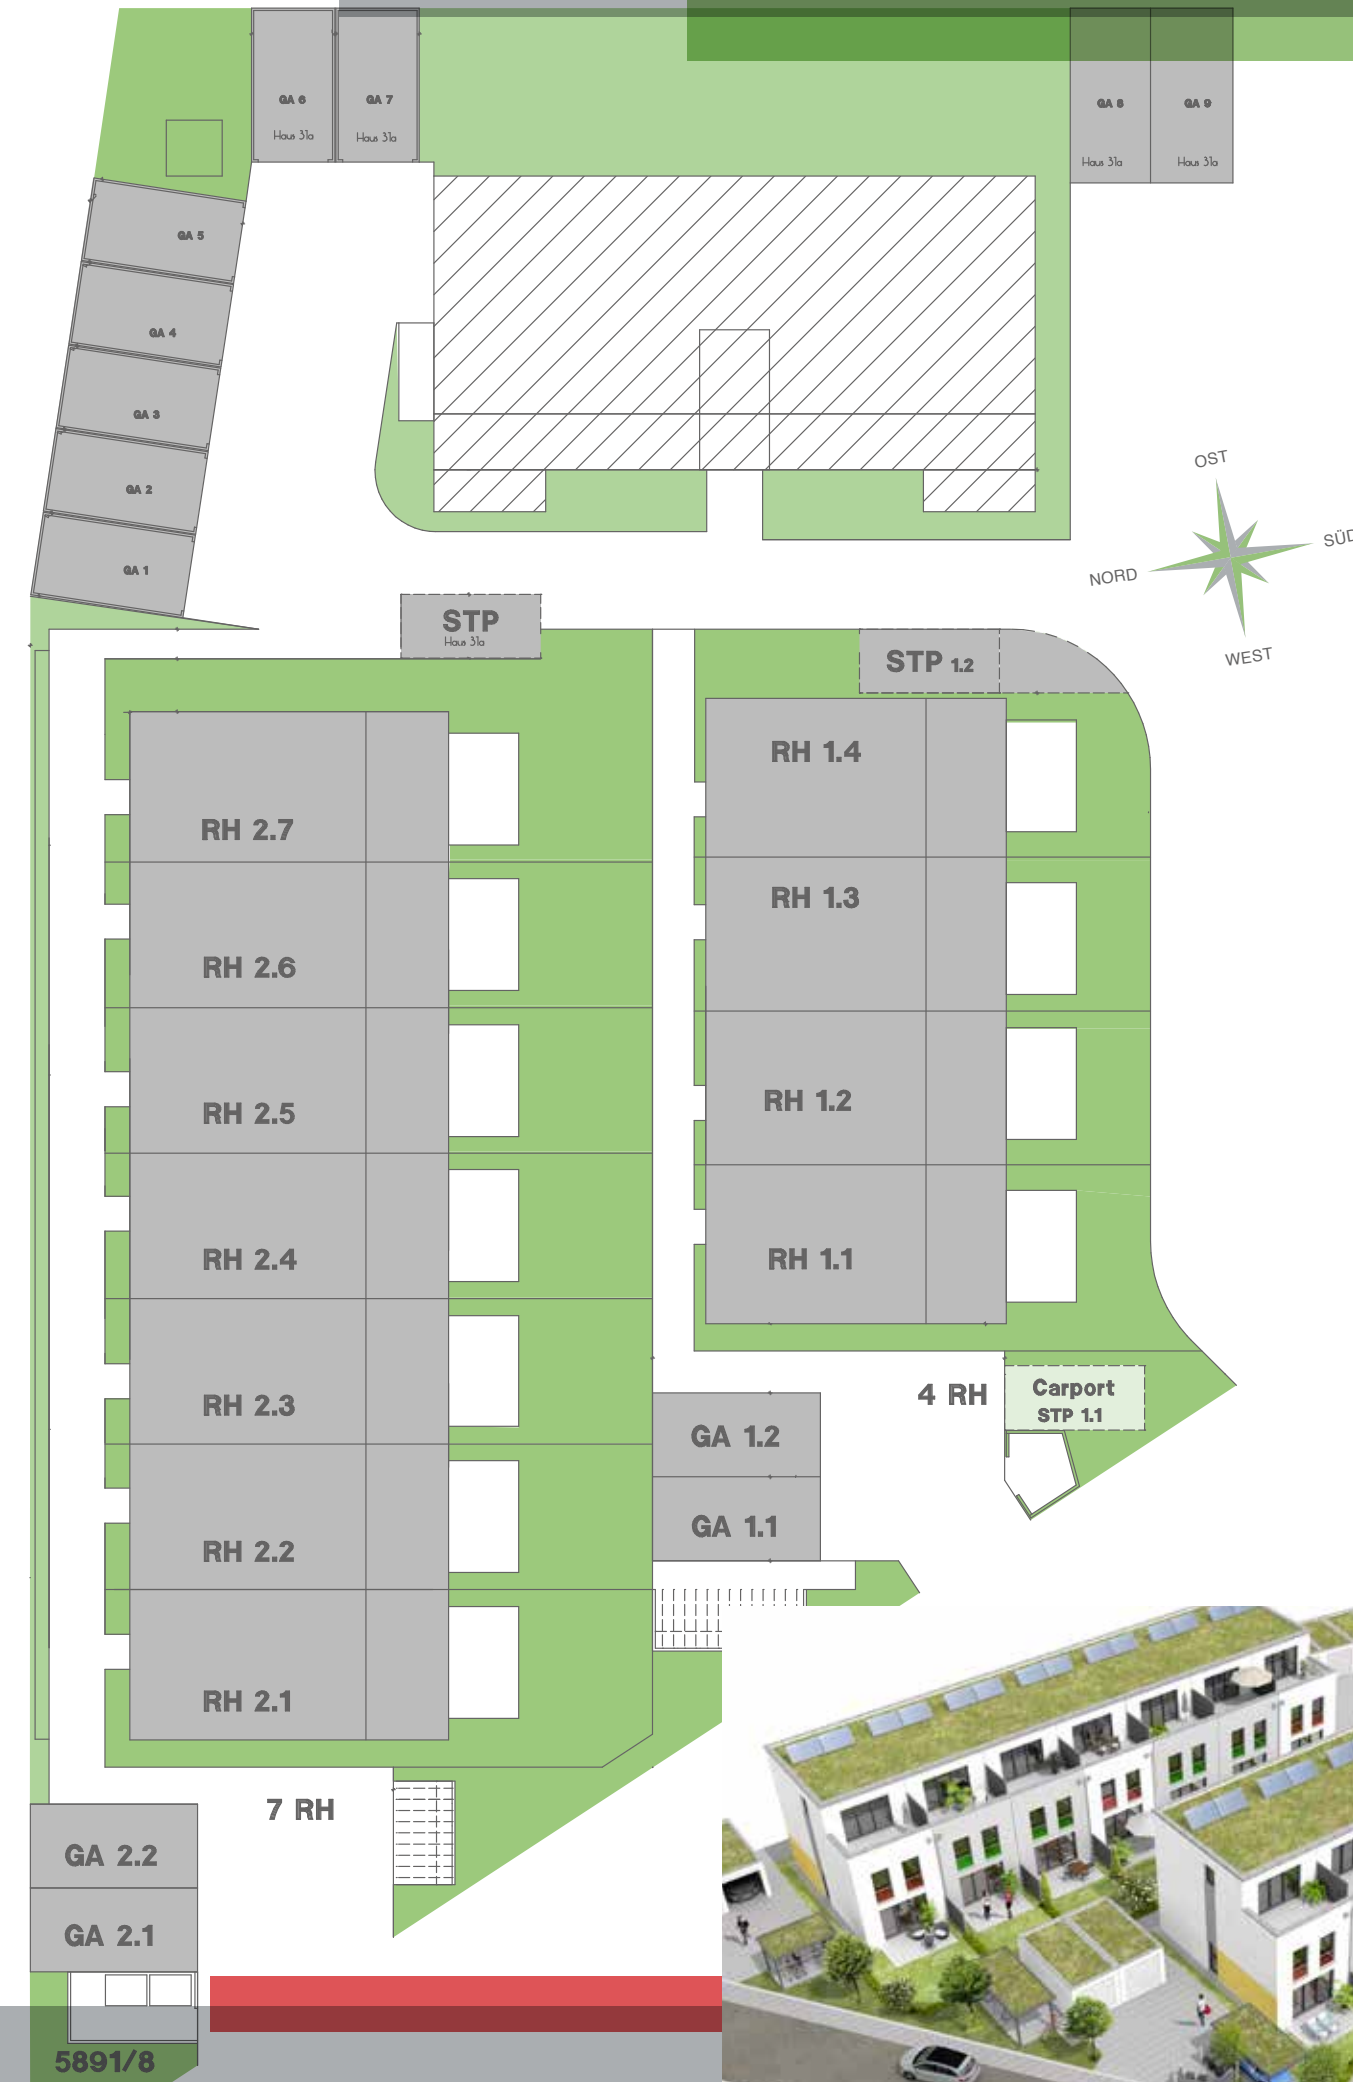 GA 6
Haus 31a
GA 7
Haus 31a
GA 8
Haus 31a
GA 9
Haus 31a
GA 5
GA 4
GA 3
GA 2
GA 1
OST
SÜD
NORD
WEST
STP
Haus 31a
STP 1.2
RH 2.7
RH 2.6
RH 2.5
RH 2.4
RH 2.3
RH 2.2
RH 2.1
RH 1.4
RH 1.3
RH 1.2
RH 1.1
4 RH
Carport
STP 1.1
GA 1.2
GA 1.1
7 RH
GA 2.2
GA 2.1
5891/8